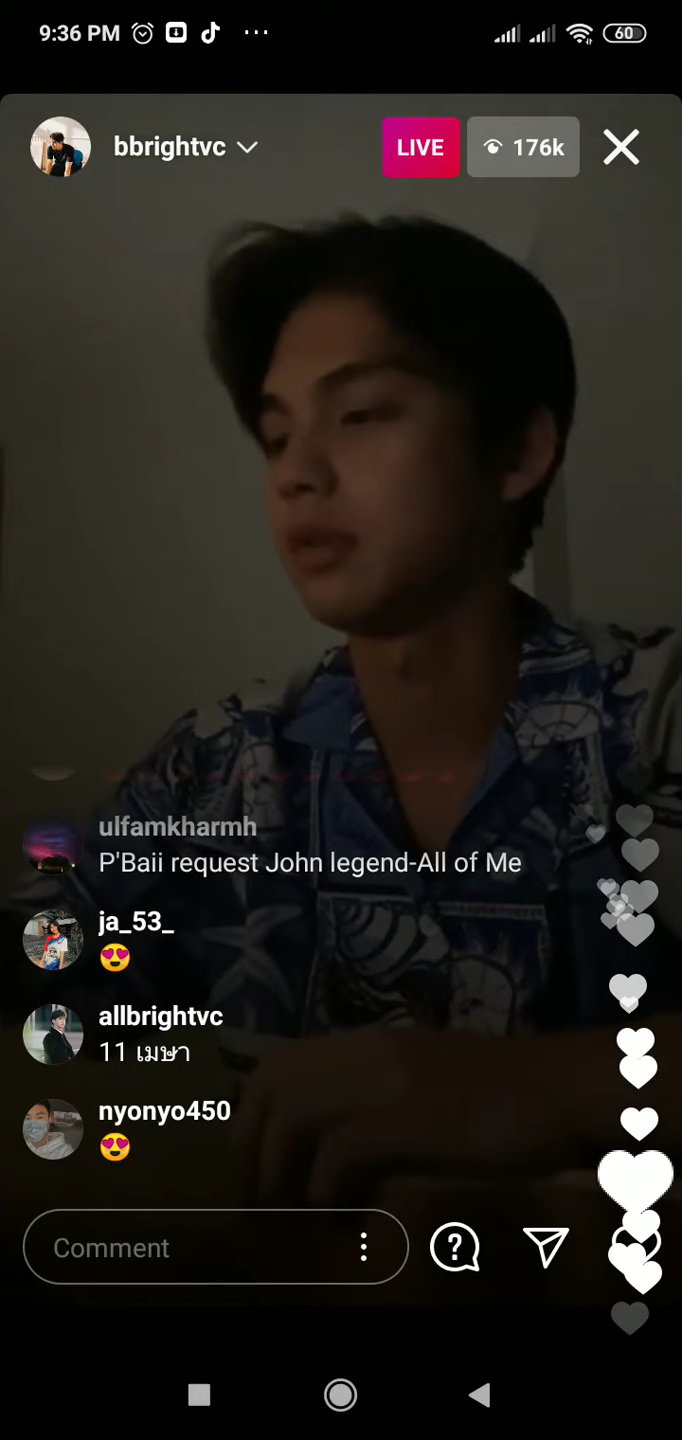 9:36 PM
60
bbrightvc
LIVE
176k
ulfamkharmh
P'Baii request John legend-All of Me
ja_53_
😍
allbrightvc
11 เมษา
nyonyo450
😍
Comment